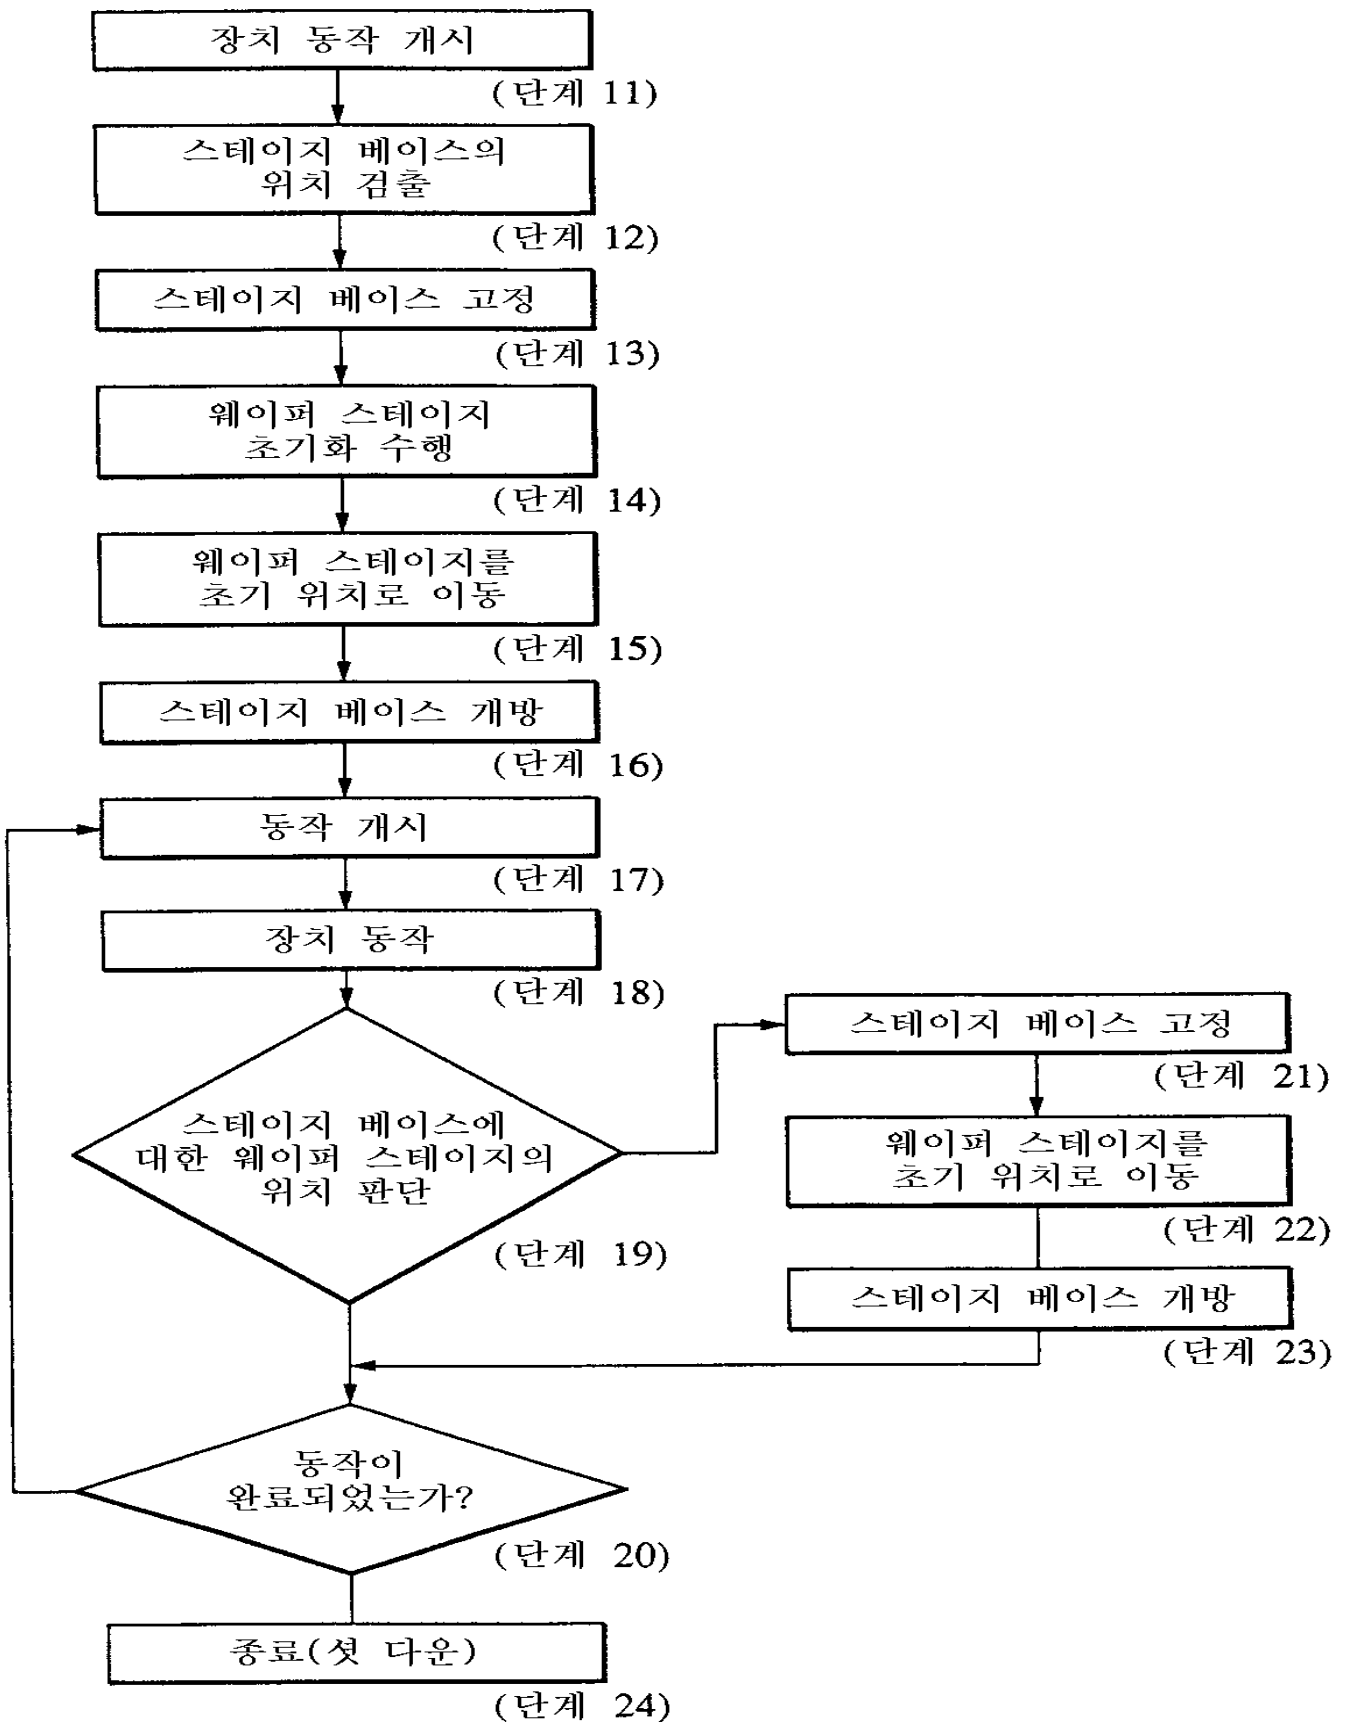 장치 동작 개시
(단계 11)
스테이지 베이스의
위치 검출
(단계 12)
스테이지 베이스 고정
(단계 13)
웨이퍼 스테이지
초기화 수행
(단계 14)
웨이퍼 스테이지를
초기 위치로 이동
(단계 15)
스테이지 베이스 개방
(단계 16)
동작 개시
(단계 17)
장치 동작
(단계 18)
스테이지 베이스에
대한 웨이퍼 스테이지의
위치 판단
(단계 19)
스테이지 베이스 고정
(단계 21)
웨이퍼 스테이지를
초기 위치로 이동
(단계 22)
스테이지 베이스 개방
(단계 23)
동작이
완료되었는가?
(단계 20)
종료(셧 다운)
(단계 24)